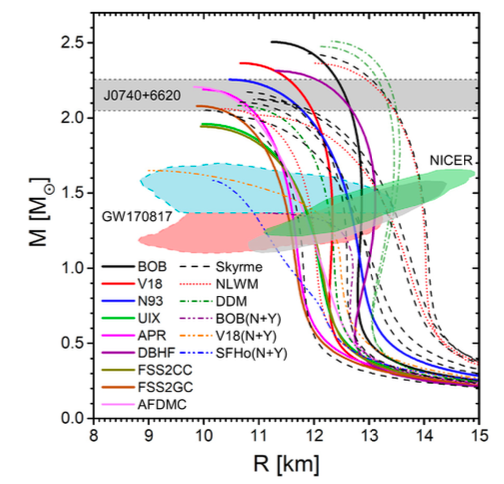 2.5
2.0
1.5
1.0
0.5
0.0
M [M☉]
J0740+6620
NICER
GW170817
BOB
V18
N93
UIX
APR
DBHF
FSS2CC
FSS2GC
AFDMC
Skyrme
NLWM
DDM
BOB(N+Y)
V18(N+Y)
SFHo(N+Y)
8 9 10 11 12 13 14 15
R [km]